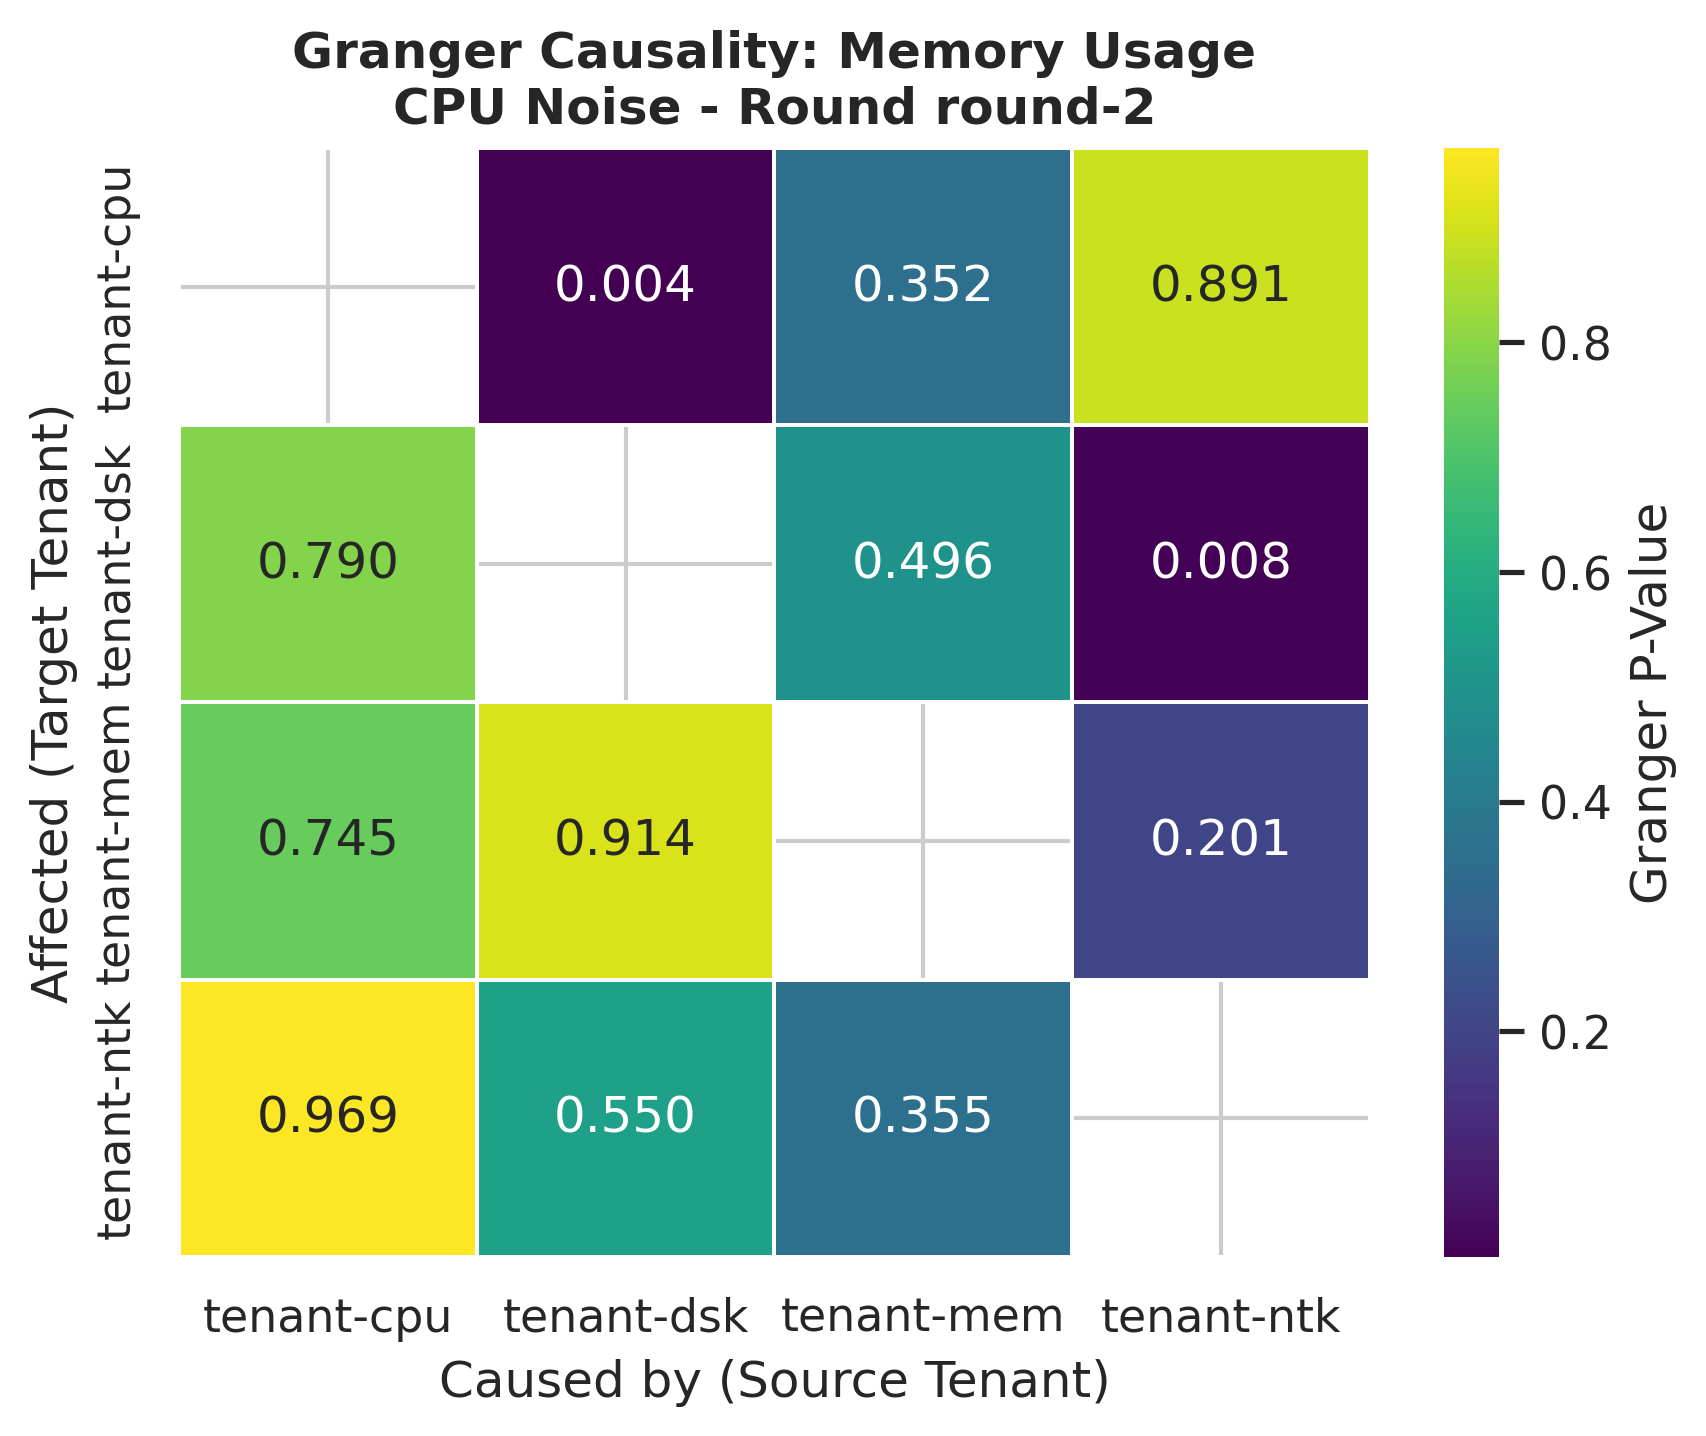 Granger Causality: Memory Usage
CPU Noise - Round round-2
Affected (Target Tenant)
tenant-cpu
0.004 0.352 0.891
tenant-dsk
0.790 0.496 0.008
tenant-mem
0.745 0.914 0.201
tenant-ntk
0.969 0.550 0.355
tenant-cpu tenant-dsk tenant-mem tenant-ntk
Caused by (Source Tenant)
0.8
0.6
0.4
0.2
Granger P-Value